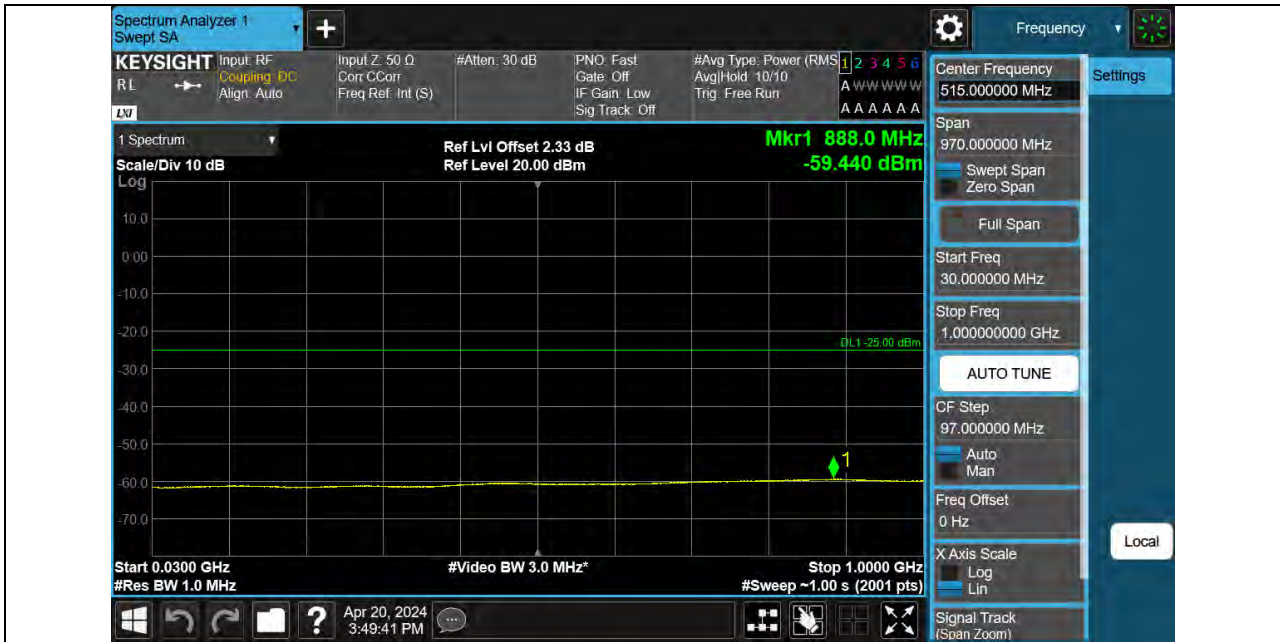 Spectrum Analyzer 1
Swept SA
+
Frequency
KEYSIGHT
RL
LXI
Input: RF
Coupling: DC
Align: Auto
Input Z: 50 Ω
Corr CCorr
Freq Ref: Int (S)
#Atten: 30 dB
PNO: Fast
Gate: Off
IF Gain: Low
Sig Track: Off
#Avg Type: Power (RMS
Avg|Hold: 10/10
Trig: Free Run
1 2 3 4 5 6
A W W W W W
A A A A A A
Center Frequency
515.000000 MHz
Settings
1 Spectrum
Scale/Div 10 dB
Ref Lvl Offset 2.33 dB
Ref Level 20.00 dBm
Mkr1 888.0 MHz
-59.440 dBm
Span
970.000000 MHz
Swept Span
Zero Span
Full Span
Start Freq
30.000000 MHz
Stop Freq
1.000000000 GHz
AUTO TUNE
CF Step
97.000000 MHz
Auto
Man
Freq Offset
0 Hz
X Axis Scale
Log
Lin
Signal Track
(Span Zoom)
Local
Log
10.0
0.00
-10.0
-20.0
DL1 -25.00 dBm
-30.0
-40.0
-50.0
1
-60.0
-70.0
Start 0.0300 GHz
#Video BW 3.0 MHz*
Stop 1.0000 GHz
#Res BW 1.0 MHz
#Sweep ~1.00 s (2001 pts)
?
Apr 20, 2024
3:49:41 PM